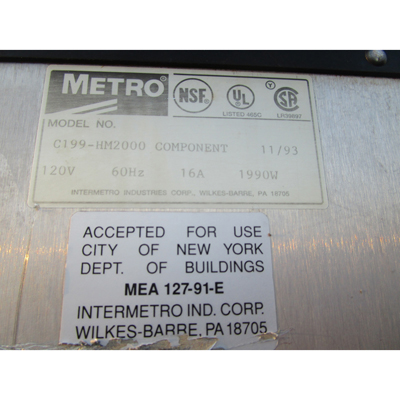 METRO
NSF
UL
LISTED 465C
SA
LR36697
MODEL NO.
C199-HM2000 COMPONENT 11/93
120V 60Hz 16A 1990W
INTERMETRO INDUSTRIES CORP., WILKES-BARRE, PA 18705
ACCEPTED FOR USE
CITY OF NEW YORK
DEPT. OF BUILDINGS
MEA 127-91-E
INTERMETRO IND. CORP.
WILKES-BARRE, PA 18705